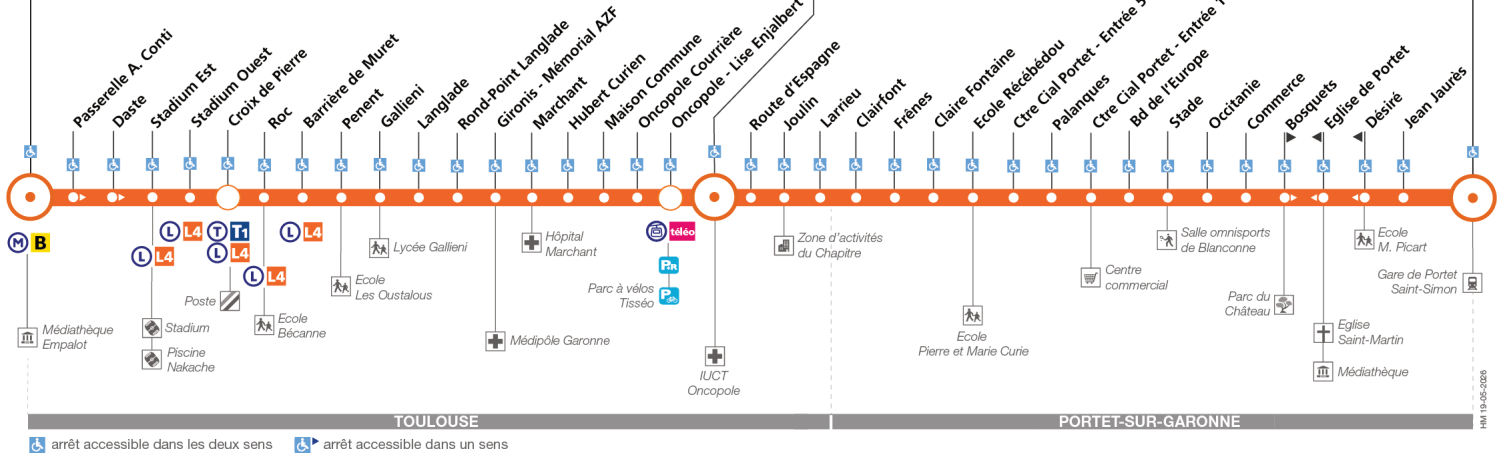 Passerelle A. Conti
Daste
Stadium Est
Stadium Ouest
Croix de Pierre
Roc
Barrière de Muret
Penent
Gallieni
Langlade
Rond-Point Langlade
Gironis - Mémorial AZF
Marchant
Hubert Curien
Maison Commune
Oncopole Courrière
Oncopole - Lise Enjalbert
Route d'Espagne
Joulin
Larrieu
Clairfont
Frênes
Claire Fontaine
Ecole Récébédou
Ctre Cial Portet - Entrée 5
Palanques
Ctre Cial Portet - Entrée
Bd de l'Europe
Stade
Occitanie
Commerce
Bosquets
Eglise de Portet
Désiré
Jean Jaurès
M B
L L4
L L4
T T1
L L4
L L4
L L4
téléo
P+R
P
Médiathèque
Empalot
Stadium
Piscine
Nakache
Poste
Ecole
Bécanne
Ecole
Les Oustalous
Lycée Gallieni
Médipôle Garonne
Hôpital
Marchant
Parc à vélos
Tisséo
IUCT
Oncopole
Zone d'activités
du Chapitre
Ecole
Pierre et Marie Curie
Centre
commercial
Salle omnisports
de Blanconne
Parc du
Château
Eglise
Saint-Martin
Médiathèque
Ecole
M. Picart
Gare de Portet
Saint-Simon
TOULOUSE
PORTET-SUR-GARONNE
HM 19-05-2026
arrêt accessible dans les deux sens
arrêt accessible dans un sens